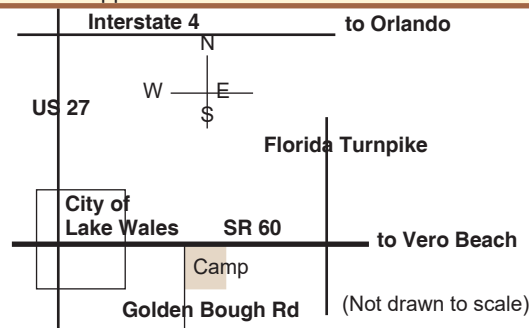 Interstate 4
to Orlando
N
W
E
S
US 27
Florida Turnpike
City of
Lake Wales
SR 60
to Vero Beach
Camp
Golden Bough Rd
(Not drawn to scale)